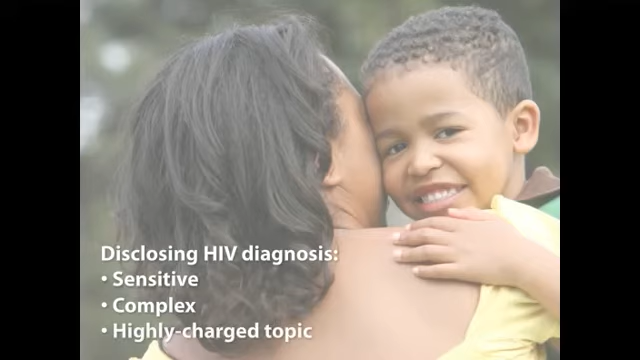 Disclosing HIV diagnosis:
• Sensitive
• Complex
• Highly-charged topic